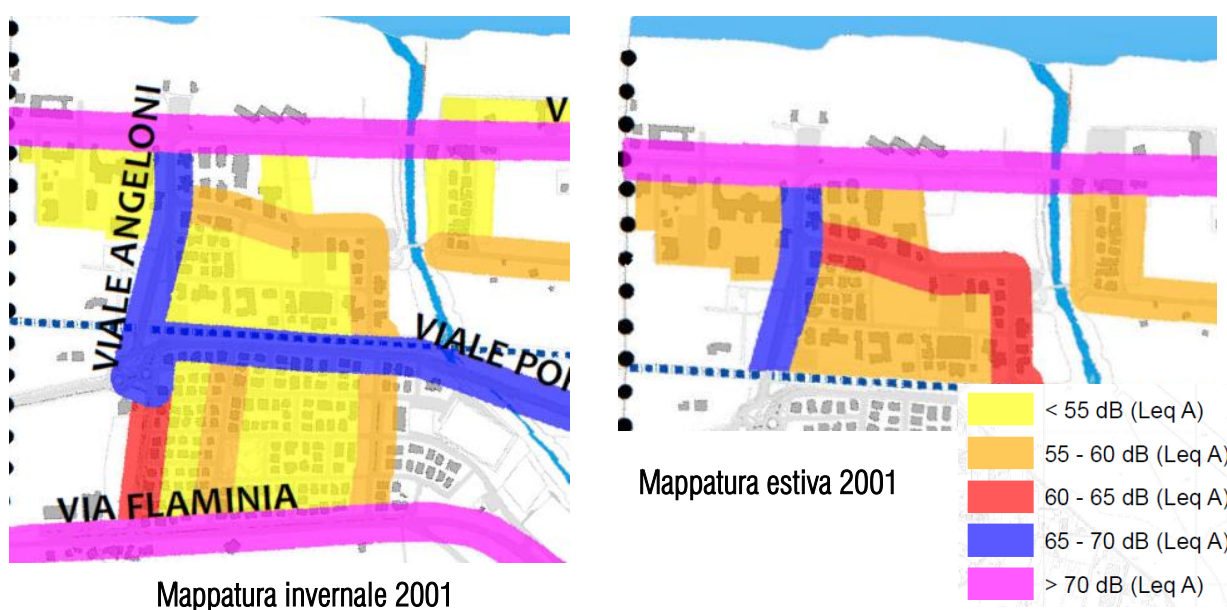 VIALE ANGELONI
V
VIALE POR
VIA FLAMINIA
Mappatura invernale 2001
Mappatura estiva 2001
< 55 dB (Leq A)
55 - 60 dB (Leq A)
60 - 65 dB (Leq A)
65 - 70 dB (Leq A)
> 70 dB (Leq A)